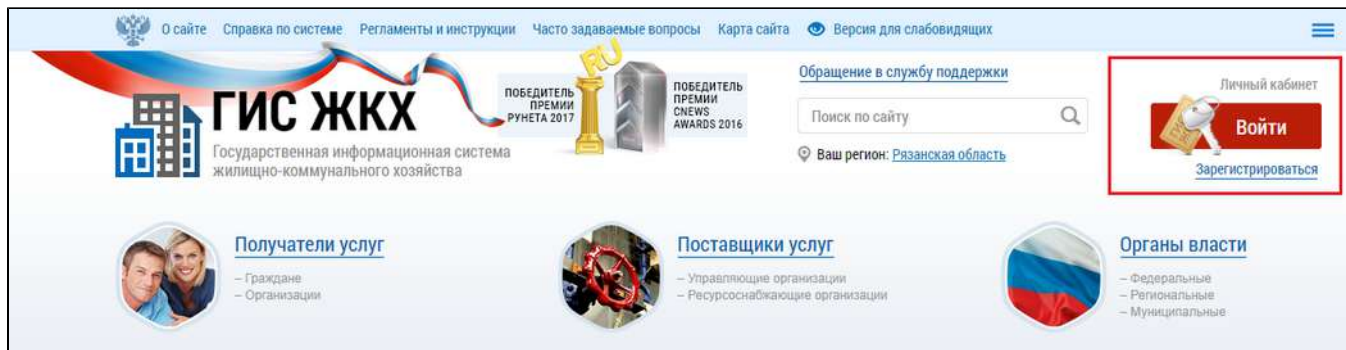 О сайте Справка по системе Регламенты и инструкции Часто задаваемые вопросы Карта сайта Версия для слабовидящих
ГИС ЖКХ
Государственная информационная система
жилищно-коммунального хозяйства
ПОБЕДИТЕЛЬ
ПРЕМИИ
РУНЕТА 2017
RU
ПОБЕДИТЕЛЬ
ПРЕМИИ
CNEWS
AWARDS 2016
Обращение в службу поддержки
Поиск по сайту
Ваш регион: Рязанская область
Личный кабинет
Войти
Зарегистрироваться
Получатели услуг
– Граждане
– Организации
Поставщики услуг
– Управляющие организации
– Ресурсоснабжающие организации
Органы власти
– Федеральные
– Региональные
– Муниципальные